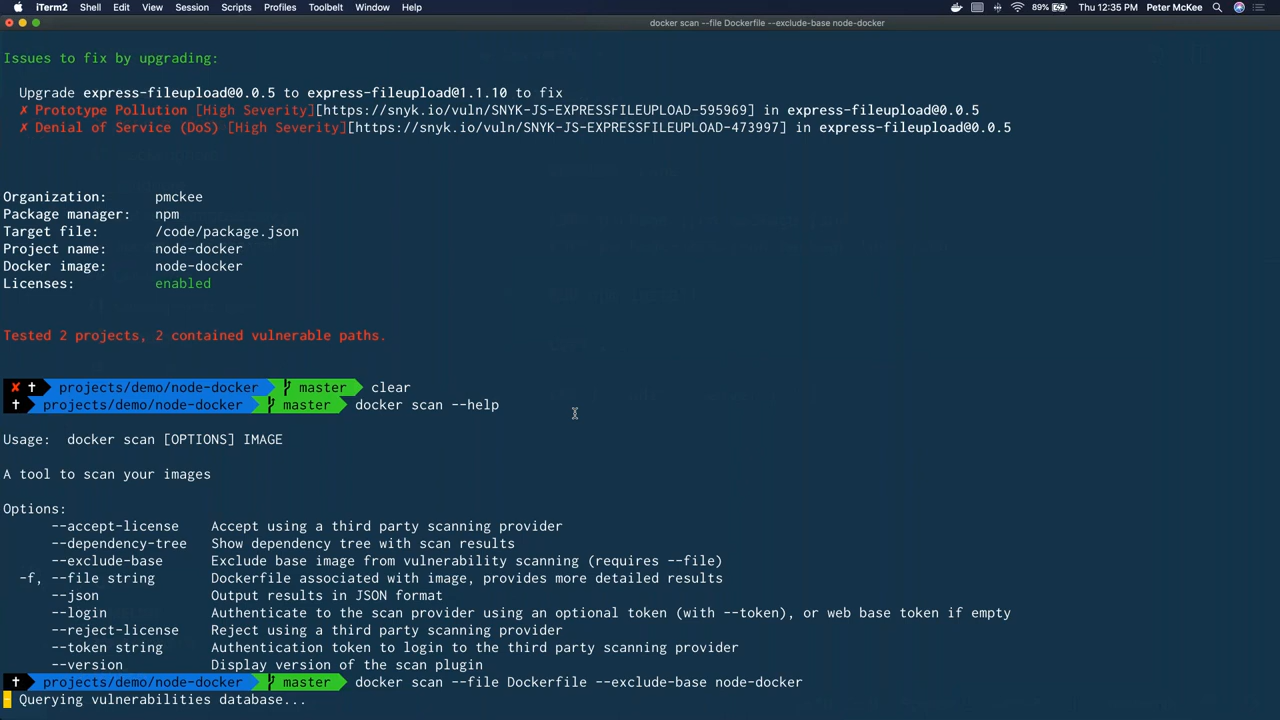 iTerm2 Shell Edit View Session Scripts Profiles Toolbelt Window Help 89% Thu 12:35 PM Peter McKee
docker scan --file Dockerfile --exclude-base node-docker
Issues to fix by upgrading:
Upgrade express-fileupload@0.0.5 to express-fileupload@1.1.10 to fix
✗ Prototype Pollution [High Severity][https://snyk.io/vuln/SNYK-JS-EXPRESSFILEUPLOAD-595969] in express-fileupload@0.0.5
✗ Denial of Service (DoS) [High Severity][https://snyk.io/vuln/SNYK-JS-EXPRESSFILEUPLOAD-473997] in express-fileupload@0.0.5
Organization: pmckee
Package manager: npm
Target file: /code/package.json
Project name: node-docker
Docker image: node-docker
Licenses: enabled
Tested 2 projects, 2 contained vulnerable paths.
✘ ✝ projects/demo/node-docker master clear
✝ projects/demo/node-docker master docker scan --help
Usage: docker scan [OPTIONS] IMAGE
A tool to scan your images
Options:
--accept-license Accept using a third party scanning provider
--dependency-tree Show dependency tree with scan results
--exclude-base Exclude base image from vulnerability scanning (requires --file)
-f, --file string Dockerfile associated with image, provides more detailed results
--json Output results in JSON format
--login Authenticate to the scan provider using an optional token (with --token), or web base token if empty
--reject-license Reject using a third party scanning provider
--token string Authentication token to login to the third party scanning provider
--version Display version of the scan plugin
✝ projects/demo/node-docker master docker scan --file Dockerfile --exclude-base node-docker
- Querying vulnerabilities database...